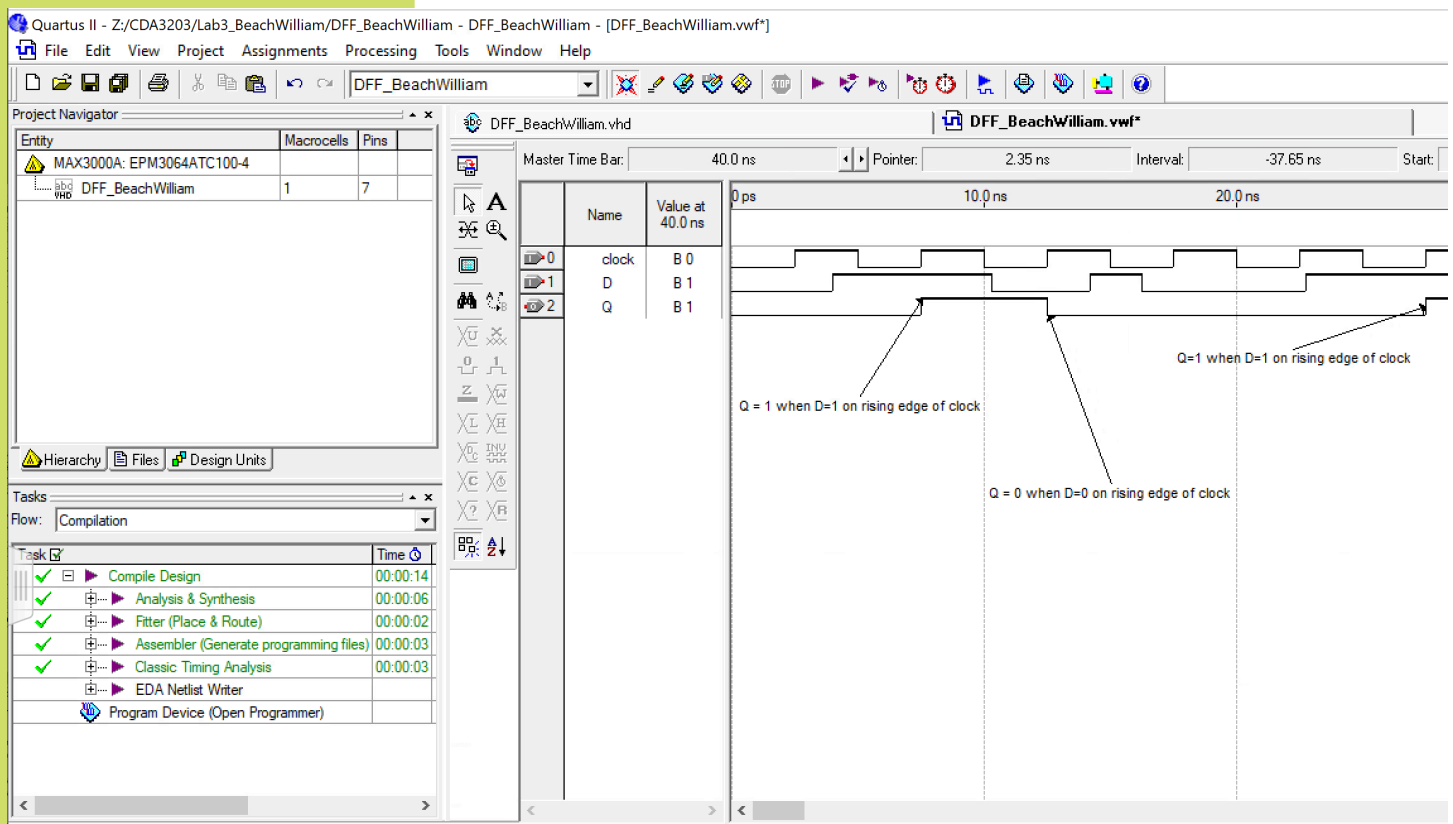 Quartus II - Z:/CDA3203/Lab3_BeachWilliam/DFF_BeachWilliam - DFF_BeachWilliam - [DFF_BeachWilliam.vwf*]
File Edit View Project Assignments Processing Tools Window Help
DFF_BeachWilliam
STOP
Project Navigator
Entity Macrocells Pins
MAX3000A: EPM3064ATC100-4
abd VHD DFF_BeachWilliam 1 7
Hierarchy Files Design Units
Tasks
Flow: Compilation
Task Time
Compile Design 00:00:14
Analysis & Synthesis 00:00:06
Fitter (Place & Route) 00:00:02
Assembler (Generate programming files) 00:00:03
Classic Timing Analysis 00:00:03
EDA Netlist Writer
Program Device (Open Programmer)
abc DFF_BeachWilliam.vhd
DFF_BeachWilliam.vwf*
Master Time Bar: 40.0 ns Pointer: 2.35 ns Interval: -37.65 ns Start:
Name
Value at
40.0 ns
0 ps 10.0 ns 20.0 ns
0 clock B 0
1 D B 1
2 Q B 1
Q=1 when D=1 on rising edge of clock
Q = 1 when D=1 on rising edge of clock
Q = 0 when D=0 on rising edge of clock